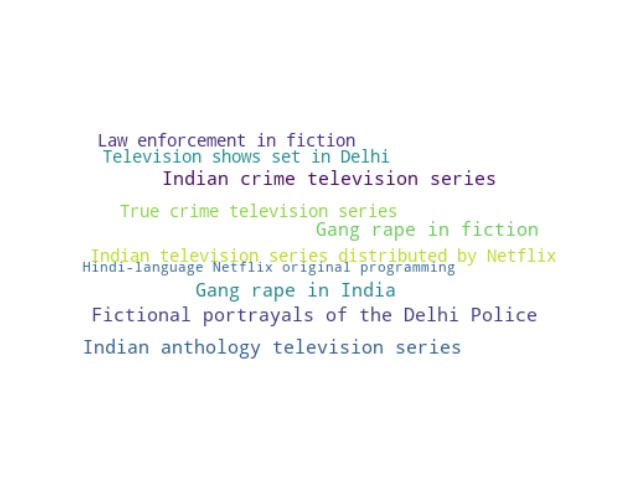 Law enforcement in fiction
Television shows set in Delhi
Indian crime television series
True crime television series
Gang rape in fiction
Indian television series distributed by Netflix
Hindi-language Netflix original programming
Gang rape in India
Fictional portrayals of the Delhi Police
Indian anthology television series